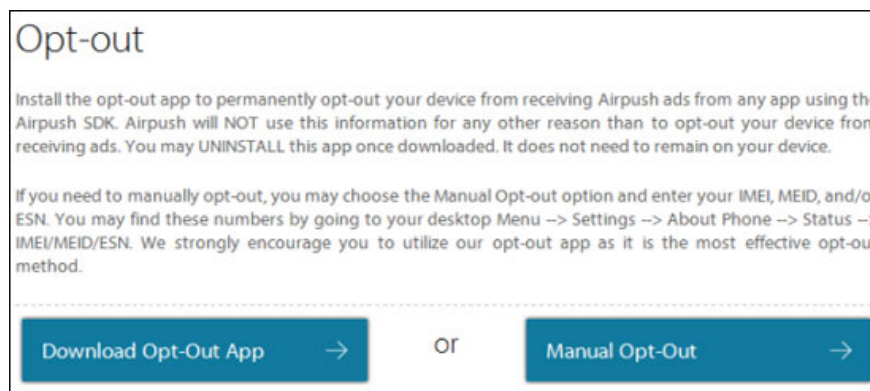 Opt-out
Install the opt-out app to permanently opt-out your device from receiving Airpush ads from any app using th
Airpush SDK. Airpush will NOT use this information for any other reason than to opt-out your device from
receiving ads. You may UNINSTALL this app once downloaded. It does not need to remain on your device.
If you need to manually opt-out, you may choose the Manual Opt-out option and enter your IMEI, MEID, and/o
ESN. You may find these numbers by going to your desktop Menu --> Settings --> About Phone --> Status --
IMEI/MEID/ESN. We strongly encourage you to utilize our opt-out app as it is the most effective opt-ou
method.
Download Opt-Out App →
or
Manual Opt-Out →